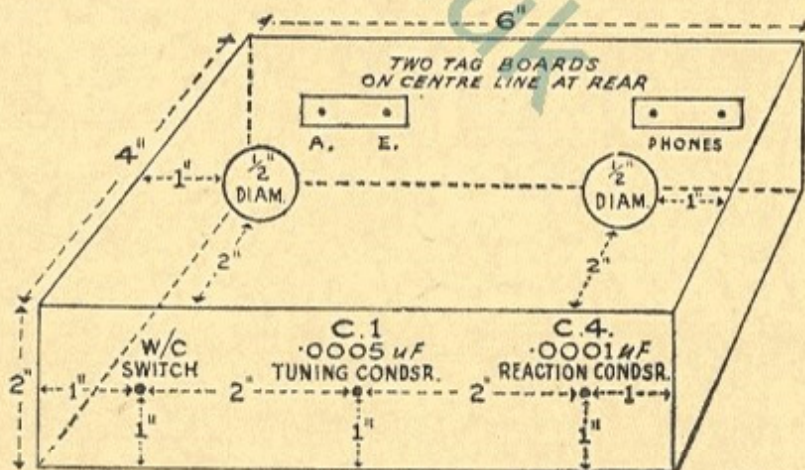 6"
TWO TAG BOARDS
ON CENTRE LINE AT REAR
A. E.
PHONES
4"
1"
½"
DIAM.
½"
DIAM.
1"
2"
2"
W/C
SWITCH
C.1
.0005 uF
TUNING CONDSR.
C.4.
.0001 uF
REACTION CONDSR.
2"
1"
2"
2"
1
1"
1"
1"
uk